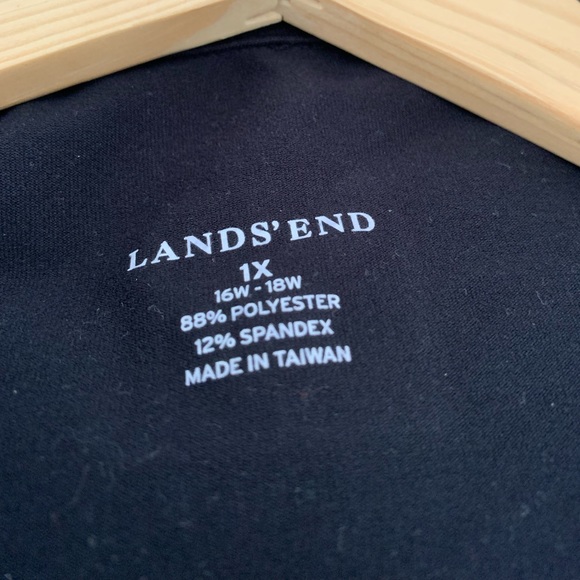 LANDS' END
1X
16W - 18W
88% POLYESTER
12% SPANDEX
MADE IN TAIWAN